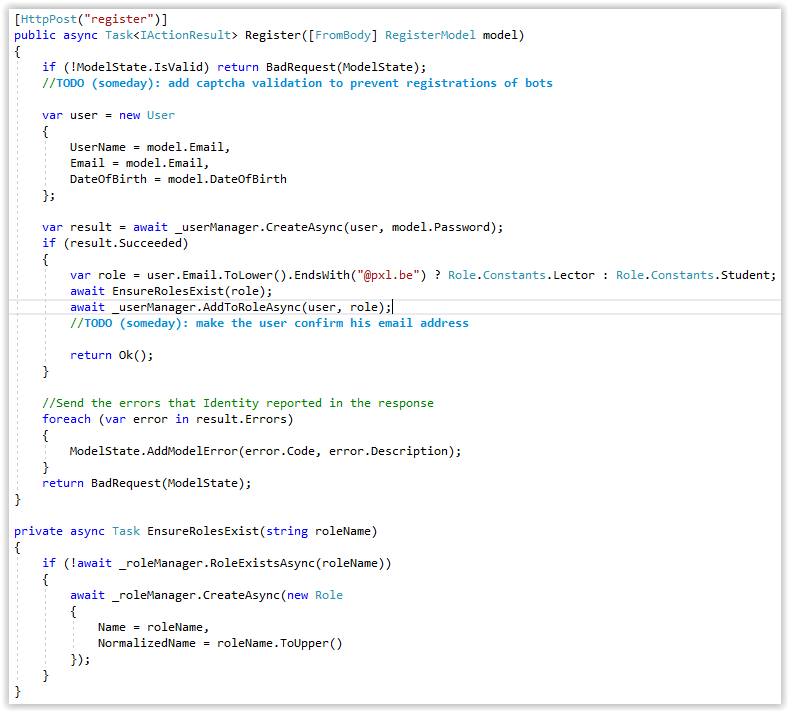 [HttpPost("register")]
public async Task<IActionResult> Register([FromBody] RegisterModel model)
{
    if (!ModelState.IsValid) return BadRequest(ModelState);
    //TODO (someday): add captcha validation to prevent registrations of bots

    var user = new User
    {
        UserName = model.Email,
        Email = model.Email,
        DateOfBirth = model.DateOfBirth
    };

    var result = await _userManager.CreateAsync(user, model.Password);
    if (result.Succeeded)
    {
        var role = user.Email.ToLower().EndsWith("@pxl.be") ? Role.Constants.Lector : Role.Constants.Student;
        await EnsureRolesExist(role);
        await _userManager.AddToRoleAsync(user, role);
        //TODO (someday): make the user confirm his email address

        return Ok();
    }

    //Send the errors that Identity reported in the response
    foreach (var error in result.Errors)
    {
        ModelState.AddModelError(error.Code, error.Description);
    }
    return BadRequest(ModelState);
}

private async Task EnsureRolesExist(string roleName)
{
    if (!await _roleManager.RoleExistsAsync(roleName))
    {
        await _roleManager.CreateAsync(new Role
        {
            Name = roleName,
            NormalizedName = roleName.ToUpper()
        });
    }
}